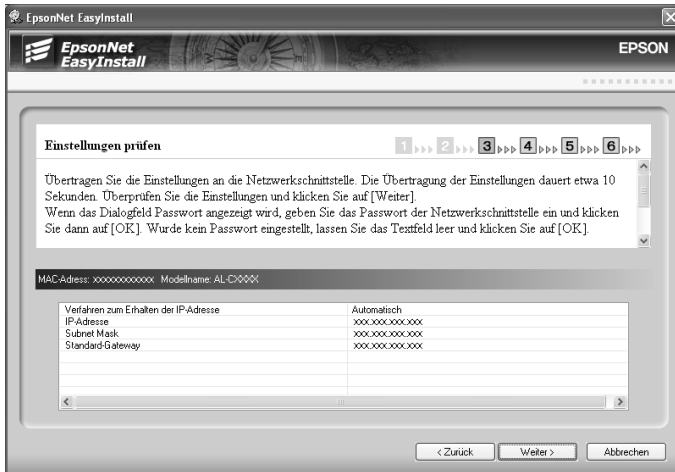 EpsonNet EasyInstall
EpsonNet
EasyInstall
EPSON
Einstellungen prüfen
1 2 3 4 5 6
Übertragen Sie die Einstellungen an die Netzwerkschnittstelle. Die Übertragung der Einstellungen dauert etwa 10
Sekunden. Überprüfen Sie die Einstellungen und klicken Sie auf [Weiter].
Wenn das Dialogfeld Passwort angezeigt wird, geben Sie das Passwort der Netzwerkschnittstelle ein und klicken
Sie dann auf [OK]. Wurde kein Passwort eingestellt, lassen Sie das Textfeld leer und klicken Sie auf [OK].
MAC-Adress: xxxxxxxxxxxx Modellname: AL-CXXXX
Verfahren zum Erhalten der IP-Adresse Automatisch
IP-Adresse xxx.xxx.xxx.xxx
Subnet Mask xxx.xxx.xxx.xxx
Standard-Gateway xxx.xxx.xxx.xxx
< Zurück Weiter > Abbrechen